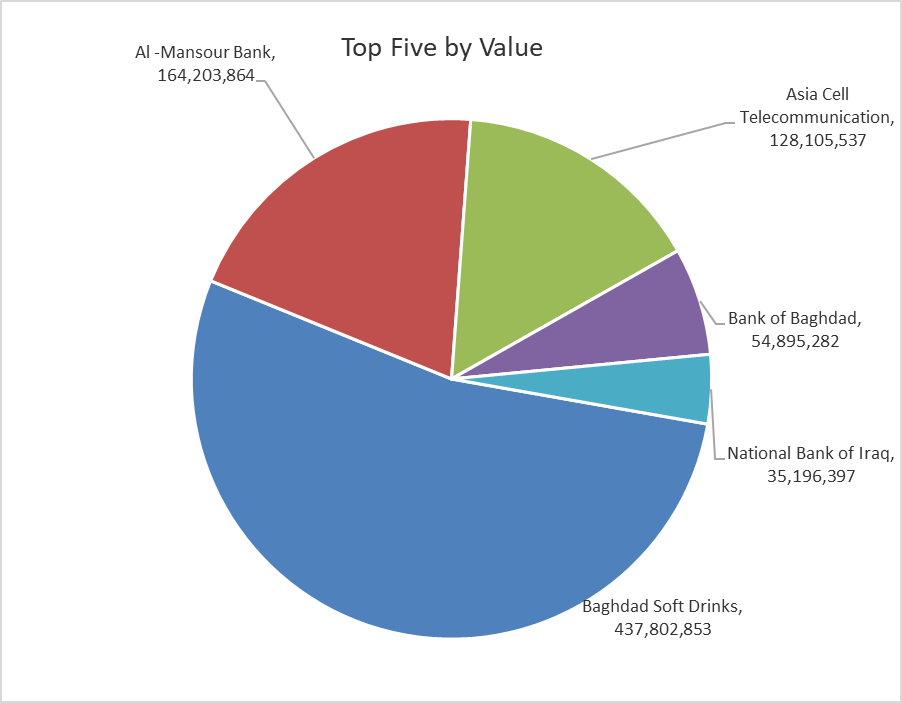 Top Five by Value
Al -Mansour Bank,
164,203,864
Asia Cell
Telecommunication,
128,105,537
Bank of Baghdad,
54,895,282
National Bank of Iraq,
35,196,397
Baghdad Soft Drinks,
437,802,853